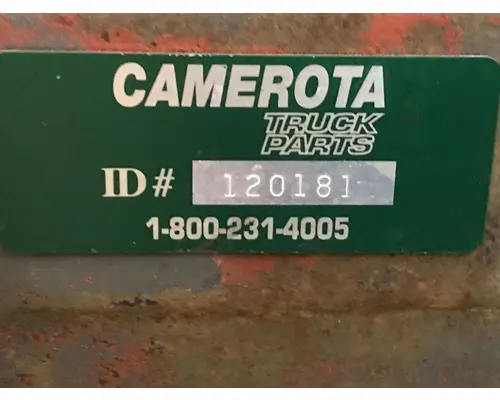 CAMEROTA
TRUCK
PARTS
ID# 120181
1-800-231-4005